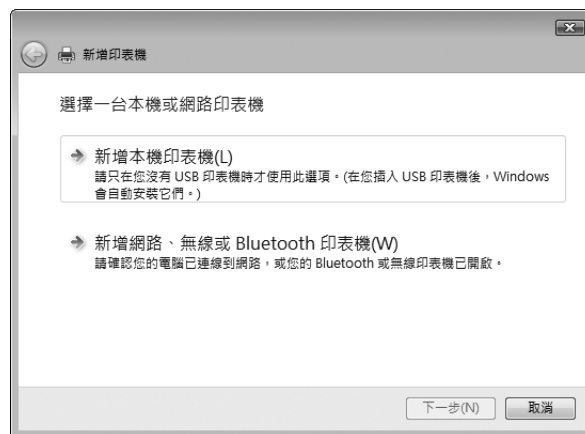 新增印表機
選擇一台本機或網路印表機
新增本機印表機(L)
請只在您沒有 USB 印表機時才使用此選項。(在您插入 USB 印表機後，Windows
會自動安裝它們。)
新增網路、無線或 Bluetooth 印表機(W)
請確認您的電腦已連線到網路，或您的 Bluetooth 或無線印表機已開啟。
下一步(N)
取消